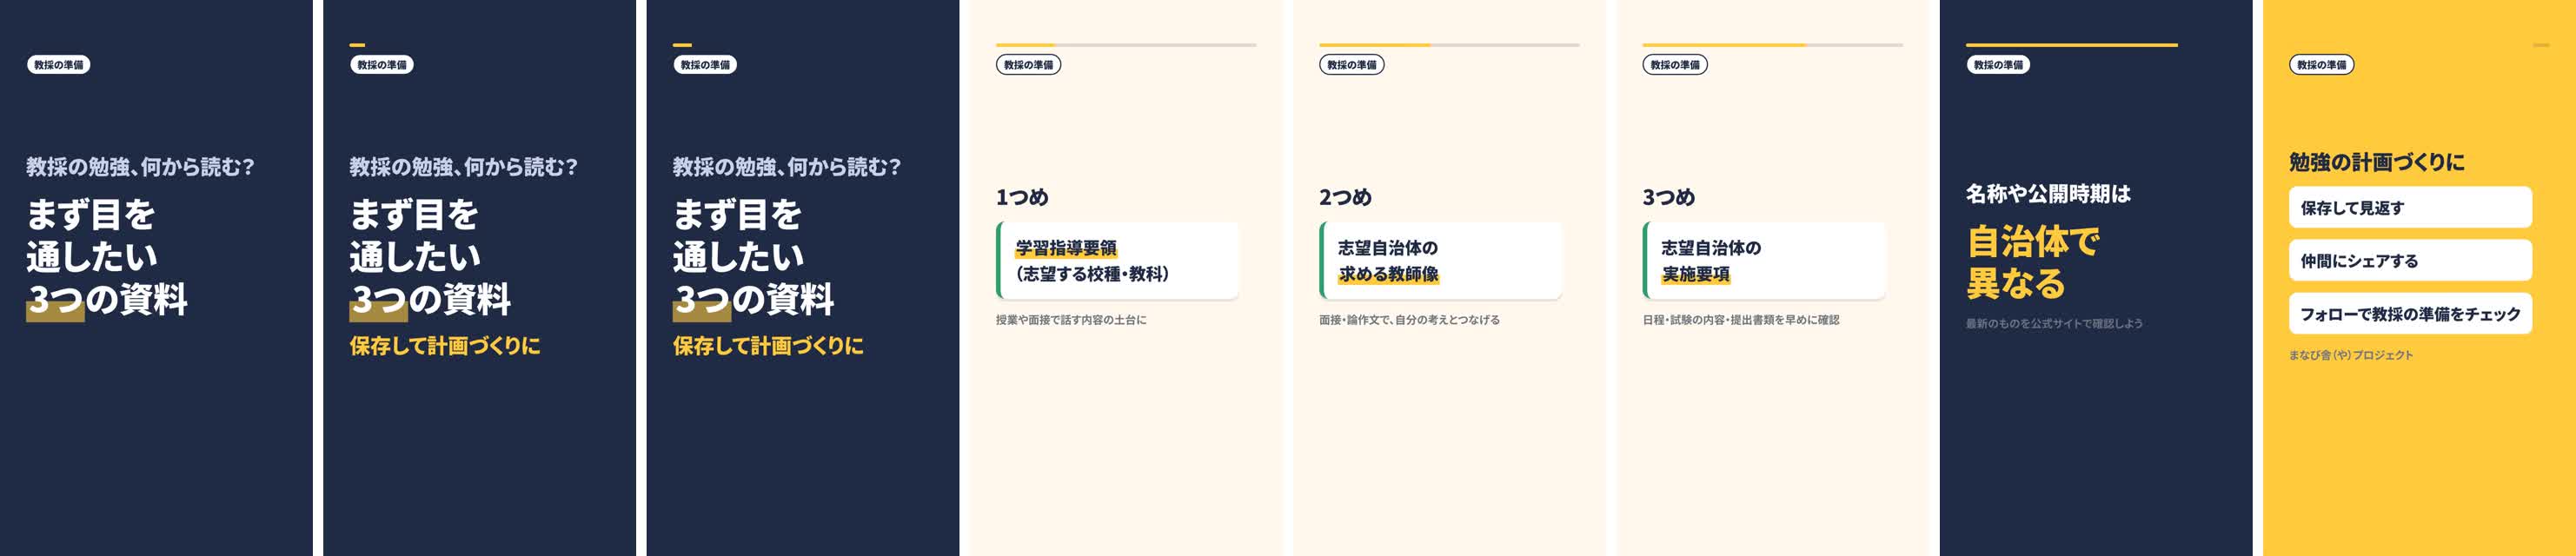 教採の準備
教採の勉強、何から読む?
まず目を
通したい
3つの資料
教採の準備
教採の勉強、何から読む?
まず目を
通したい
3つの資料
保存して計画づくりに
教採の準備
教採の勉強、何から読む?
まず目を
通したい
3つの資料
保存して計画づくりに
教採の準備
1つめ
学習指導要領
(志望する校種・教科)
授業や面接で話す内容の土台に
教採の準備
2つめ
志望自治体の
求める教師像
面接・論作文で、自分の考えとつなげる
教採の準備
3つめ
志望自治体の
実施要項
日程・試験の内容・提出書類を早めに確認
教採の準備
名称や公開時期は
自治体で
異なる
最新のものを公式サイトで確認しよう
教採の準備
勉強の計画づくりに
保存して見返す
仲間にシェアする
フォローで教採の準備をチェック
まなび舎(や)プロジェクト